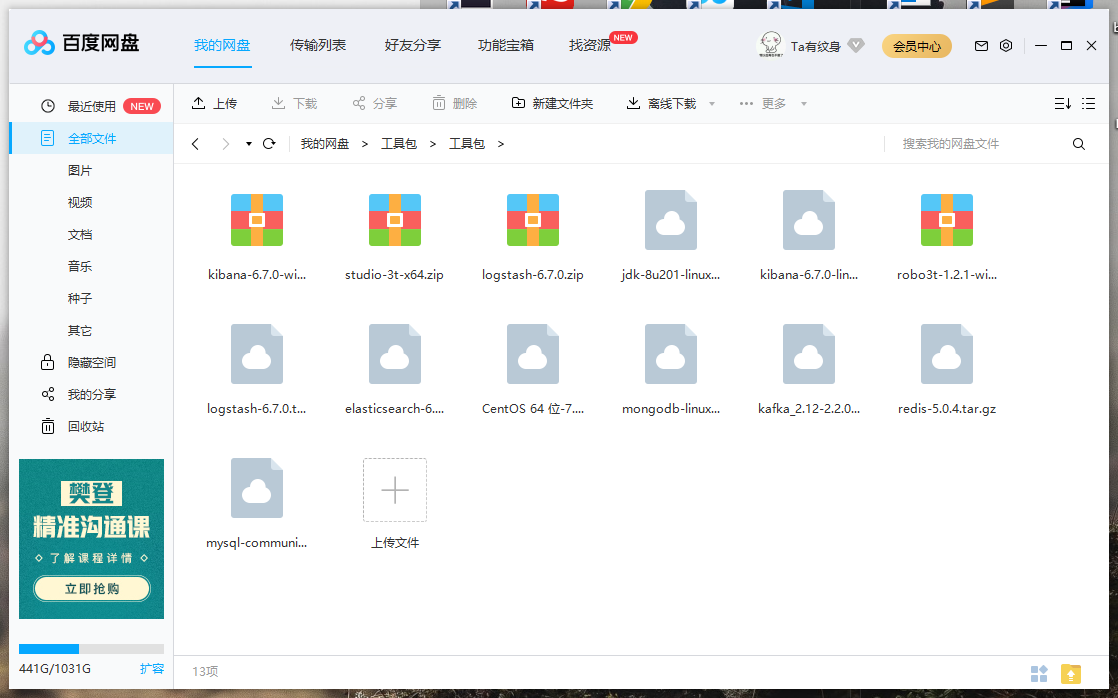 百度网盘
我的网盘
传输列表
好友分享
功能宝箱
找资源
NEW
Ta有纹身
会员中心
最近使用 NEW
全部文件
图片
视频
文档
音乐
种子
其它
隐藏空间
我的分享
回收站
上传
下载
分享
删除
新建文件夹
离线下载
更多
我的网盘 > 工具包 > 工具包 >
搜索我的网盘文件
kibana-6.7.0-wi...
studio-3t-x64.zip
logstash-6.7.0.zip
jdk-8u201-linux...
kibana-6.7.0-lin...
robo3t-1.2.1-wi...
logstash-6.7.0.t...
elasticsearch-6....
CentOS 64 位-7....
mongodb-linux...
kafka_2.12-2.2.0...
redis-5.0.4.tar.gz
mysql-communi...
上传文件
樊登
精准沟通课
了解课程详情
立即抢购
441G/1031G
扩容
13项